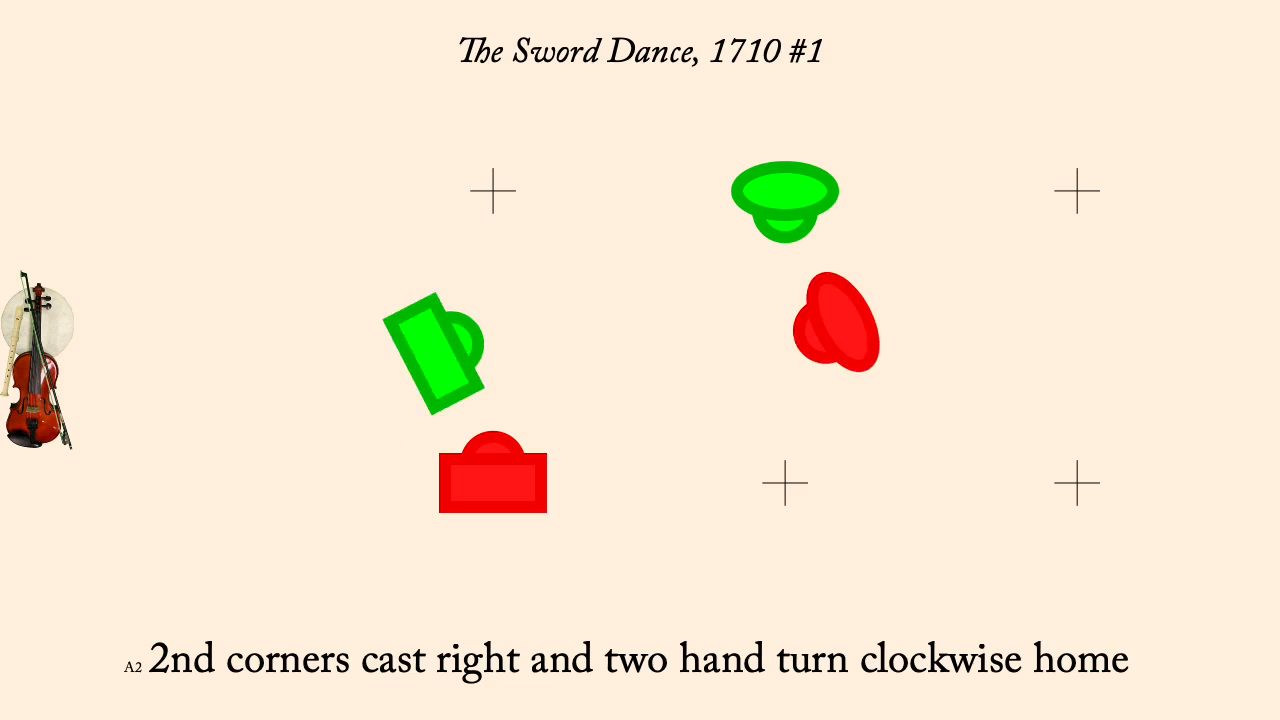 The Sword Dance, 1710 #1
A2 2nd corners cast right and two hand turn clockwise home